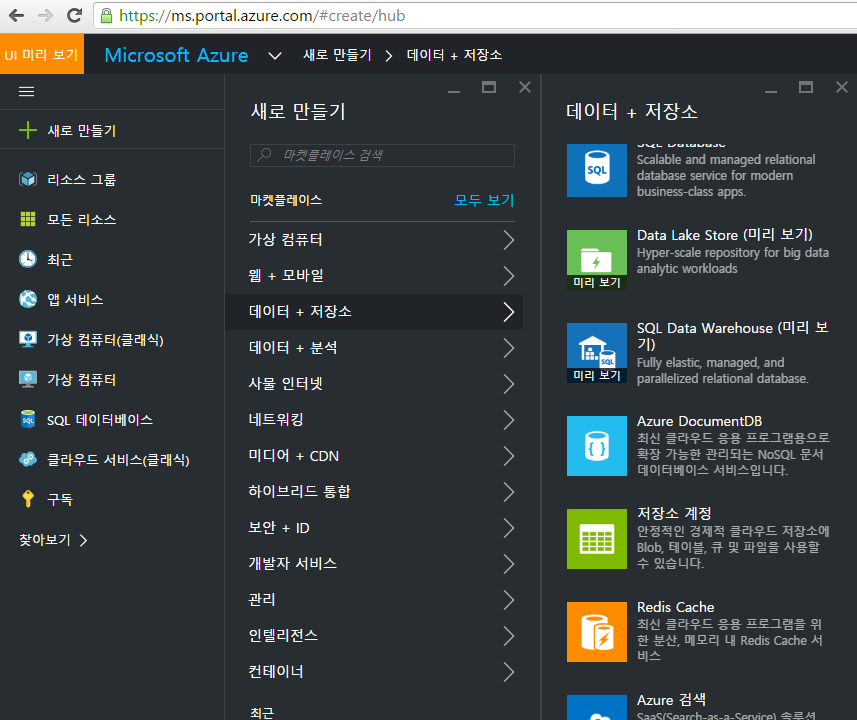 https://ms.portal.azure.com/#create/hub
UI 미리 보기
Microsoft Azure
새로 만들기
데이터 + 저장소
새로 만들기
리소스 그룹
모든 리소스
최근
앱 서비스
가상 컴퓨터(클래식)
가상 컴퓨터
SQL 데이터베이스
클라우드 서비스(클래식)
구독
찾아보기
새로 만들기
마켓플레이스 검색
마켓플레이스
모두 보기
가상 컴퓨터
웹 + 모바일
데이터 + 저장소
데이터 + 분석
사물 인터넷
네트워킹
미디어 + CDN
하이브리드 통합
보안 + ID
개발자 서비스
관리
인텔리전스
컨테이너
최근
데이터 + 저장소
SQL
SQL Database
Scalable and managed relational
database service for modern
business-class apps.
미리 보기
Data Lake Store (미리 보기)
Hyper-scale repository for big data
analytic workloads
SQL
미리 보기
SQL Data Warehouse (미리 보
기)
Fully elastic, managed, and
parallelized relational database.
Azure DocumentDB
최신 클라우드 응용 프로그램용으로
확장 가능한 관리되는 NoSQL 문서
데이터베이스 서비스입니다.
저장소 계정
안정적인 경제적 클라우드 저장소에
Blob, 테이블, 큐 및 파일을 사용할
수 있습니다.
Redis Cache
최신 클라우드 응용 프로그램을 위
한 분산, 메모리 내 Redis Cache 서
비스
Azure 검색
SaaS(Search-as-a-Service) 솔루션